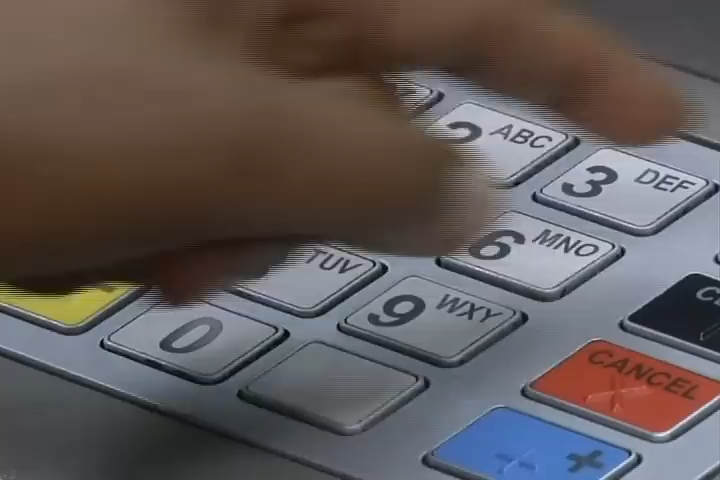 2 ABC
3 DEF
6 MNO
TUV
9 WXY
0
C
CANCEL
+